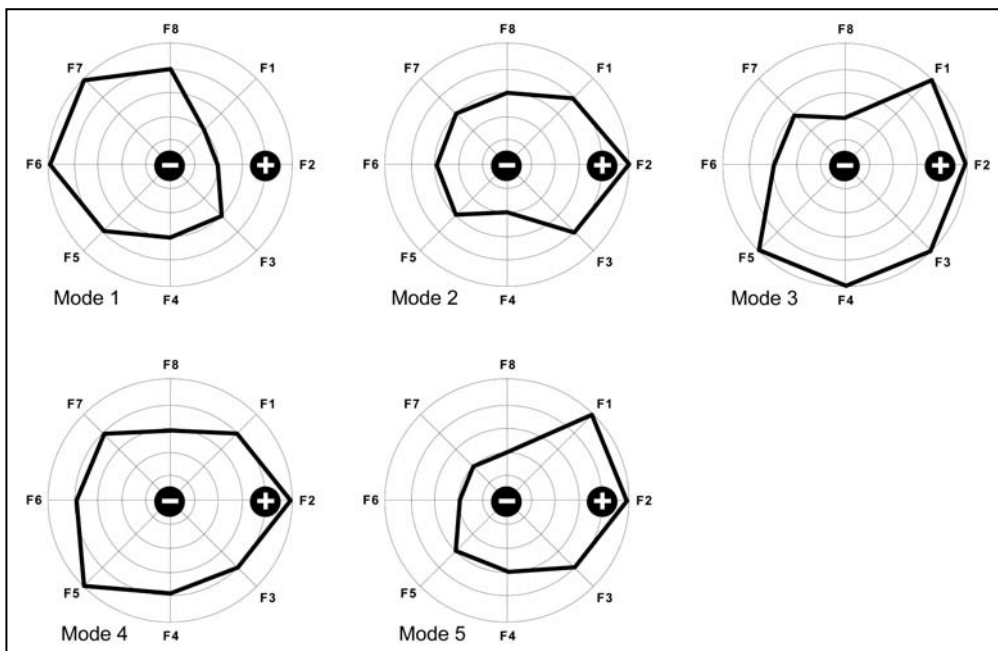 F8 F8 F8
F7 F1 F7 F1 F7 F1
F6 − + F2 F6 − + F2 F6 − + F2
F5 F3 F5 F3 F5 F3
Mode 1 F4 Mode 2 F4 Mode 3 F4
F8 F8
F7 F1 F7 F1
F6 − + F2 F6 − + F2
F5 F3 F5 F3
Mode 4 F4 Mode 5 F4